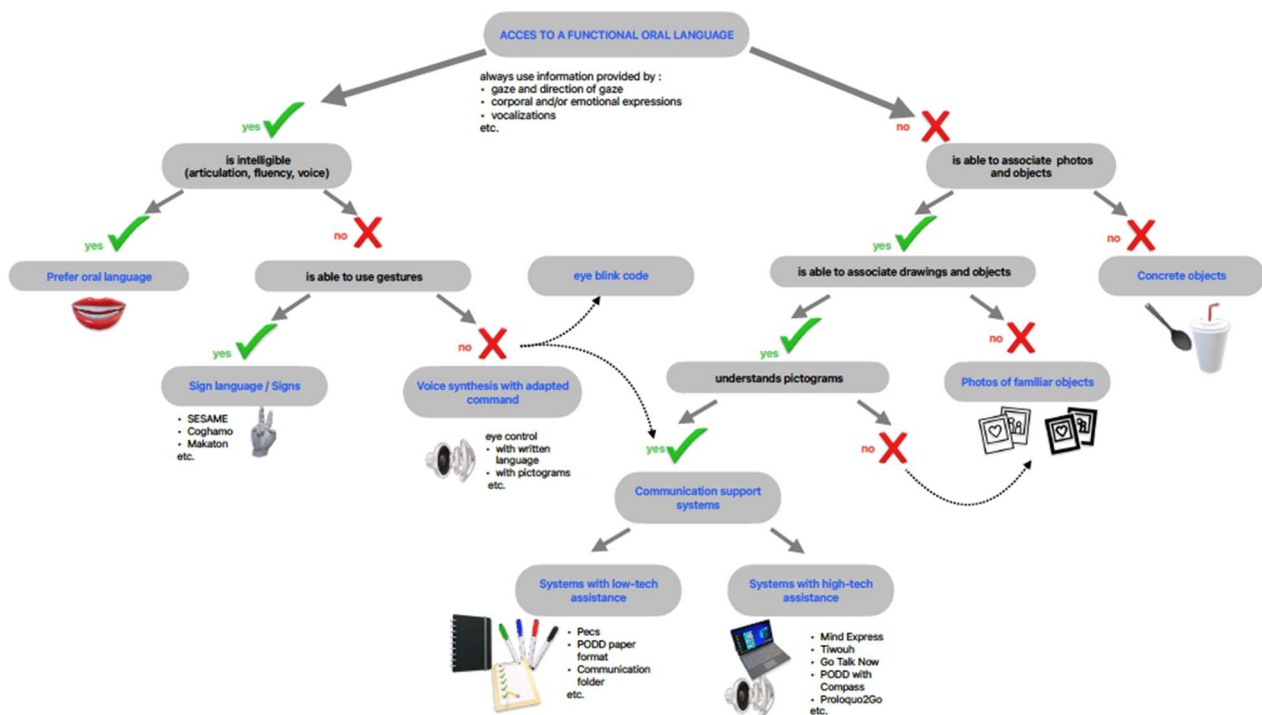 ACCES TO A FUNCTIONAL ORAL LANGUAGE
always use information provided by :
• gaze and direction of gaze
• corporal and/or emotional expressions
• vocalizations
etc.
yes
no
is intelligible
(articulation, fluency, voice)
is able to associate photos
and objects
yes
no
yes
no
Prefer oral language
is able to use gestures
eye blink code
is able to associate drawings and objects
Concrete objects
yes
no
yes
no
Sign language / Signs
• SESAME
• Coghamo
• Makaton
etc.
Voice synthesis with adapted
command
eye control
• with written
language
• with pictograms
etc.
understands pictograms
Photos of familiar objects
yes
no
Communication support
systems
Systems with low-tech
assistance
• Pecs
• PODD paper
format
• Communication
folder
etc.
Systems with high-tech
assistance
• Mind Express
• Tiwouh
• Go Talk Now
• PODD with
Compass
• Proloquo2Go
etc.